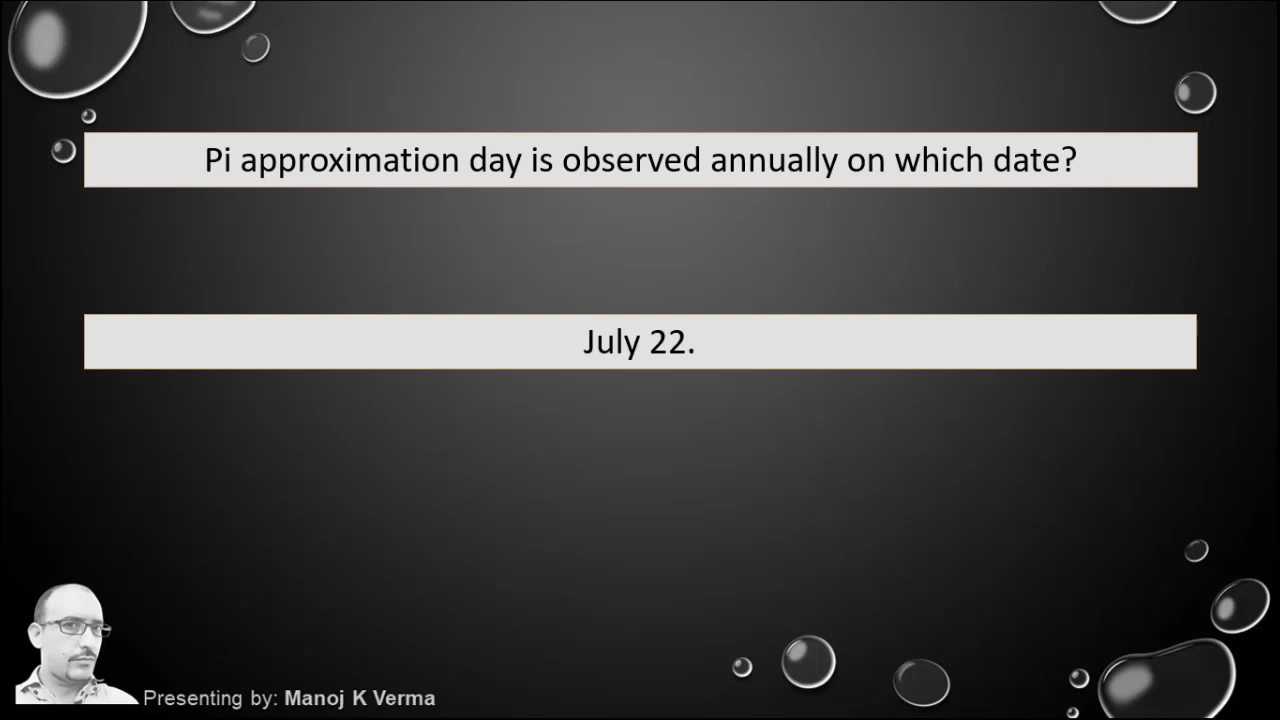 Pi approximation day is observed annually on which date?
July 22.
Presenting by: Manoj K Verma